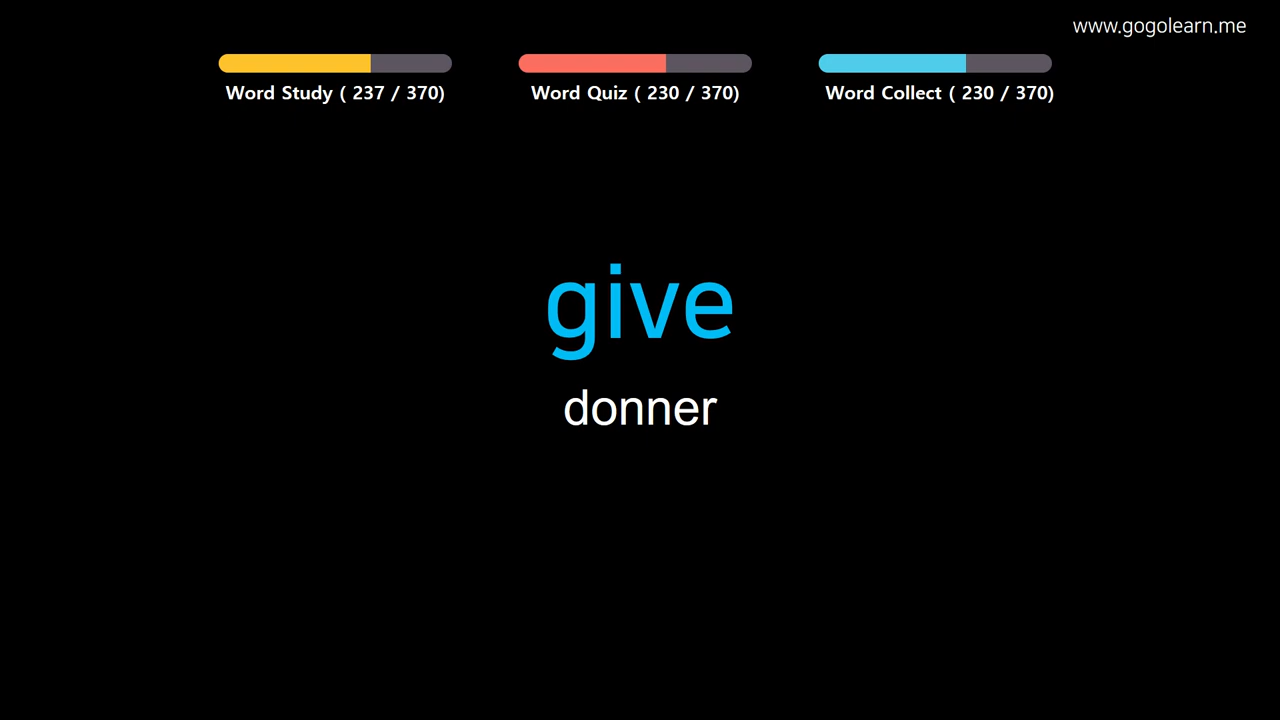 www.gogolearn.me
Word Study ( 237 / 370)
Word Quiz ( 230 / 370)
Word Collect ( 230 / 370)
give
donner